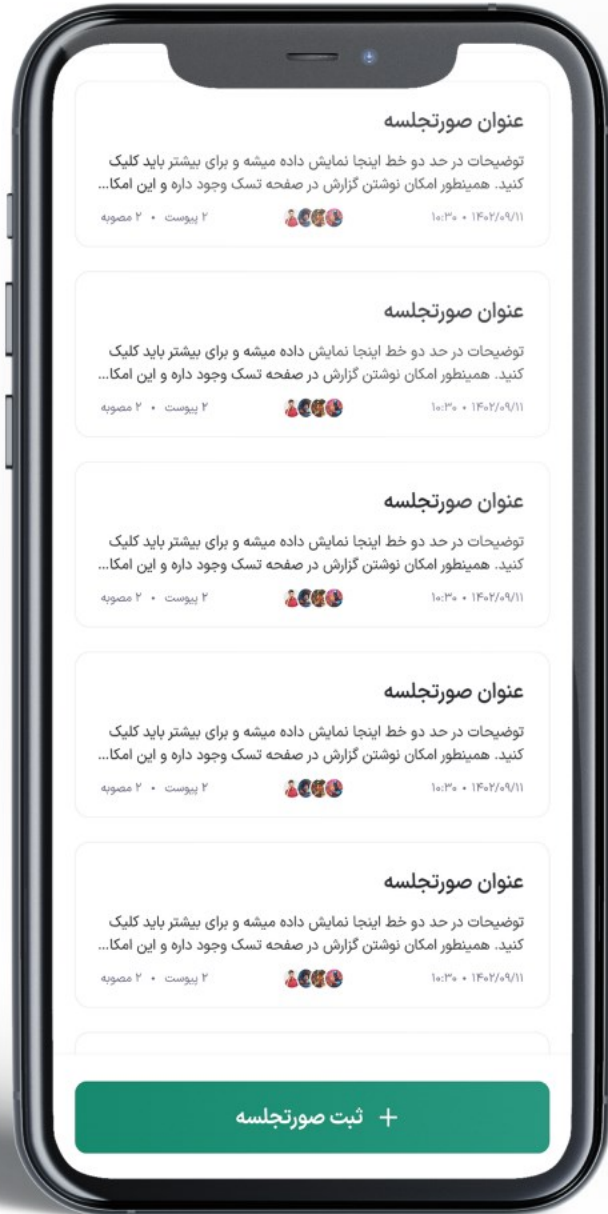 عنوان صورتجلسه
توضیحات در حد دو خط اینجا نمایش داده میشه و برای بیشتر باید کلیک
کنید. همینطور امکان نوشتن گزارش در صفحه تسک وجود داره و این امکا...
۱۴۰۲/۰۹/۱۱ • ۱۰:۳۰ ۲ پیوست • ۲ مصوبه
عنوان صورتجلسه
توضیحات در حد دو خط اینجا نمایش داده میشه و برای بیشتر باید کلیک
کنید. همینطور امکان نوشتن گزارش در صفحه تسک وجود داره و این امکا...
۱۴۰۲/۰۹/۱۱ • ۱۰:۳۰ ۲ پیوست • ۲ مصوبه
عنوان صورتجلسه
توضیحات در حد دو خط اینجا نمایش داده میشه و برای بیشتر باید کلیک
کنید. همینطور امکان نوشتن گزارش در صفحه تسک وجود داره و این امکا...
۱۴۰۲/۰۹/۱۱ • ۱۰:۳۰ ۲ پیوست • ۲ مصوبه
عنوان صورتجلسه
توضیحات در حد دو خط اینجا نمایش داده میشه و برای بیشتر باید کلیک
کنید. همینطور امکان نوشتن گزارش در صفحه تسک وجود داره و این امکا...
۱۴۰۲/۰۹/۱۱ • ۱۰:۳۰ ۲ پیوست • ۲ مصوبه
عنوان صورتجلسه
توضیحات در حد دو خط اینجا نمایش داده میشه و برای بیشتر باید کلیک
کنید. همینطور امکان نوشتن گزارش در صفحه تسک وجود داره و این امکا...
۱۴۰۲/۰۹/۱۱ • ۱۰:۳۰ ۲ پیوست • ۲ مصوبه
+ ثبت صورتجلسه